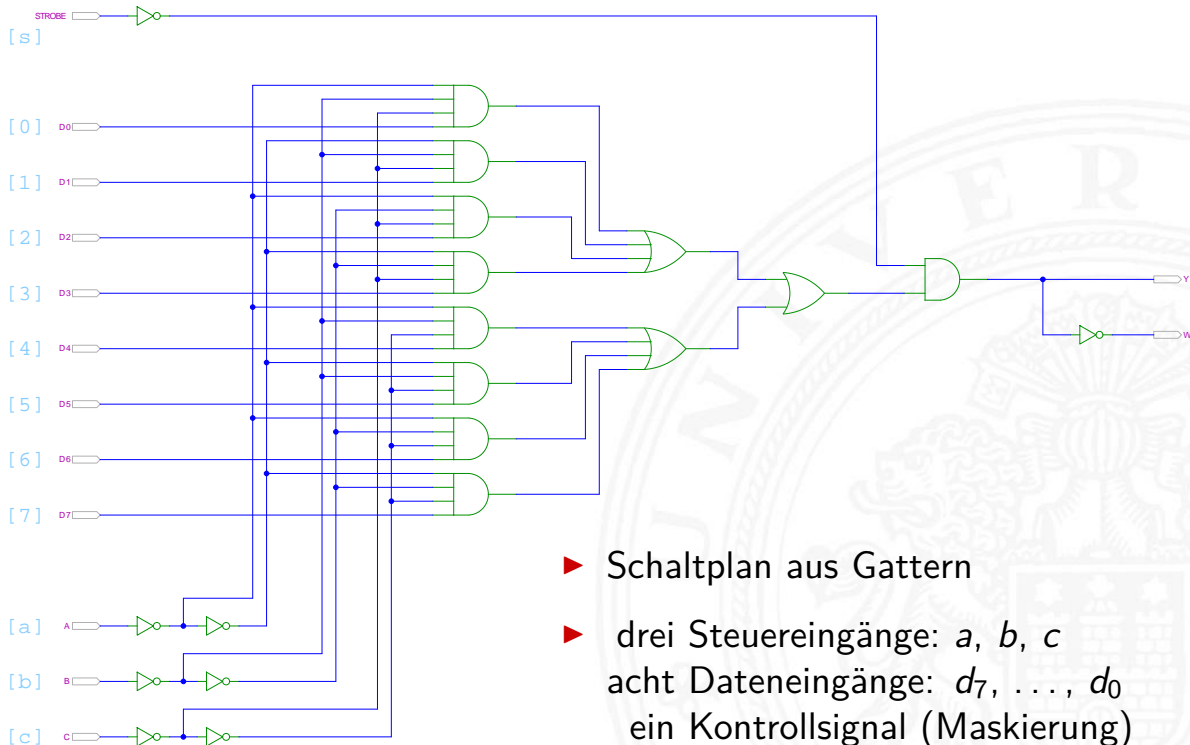 STROBE
[s]
[0] D0
[1] D1
[2] D2
[3] D3
[4] D4
[5] D5
[6] D6
[7] D7
Y
W
[a] A
[b] B
[c] C
► Schaltplan aus Gattern
► drei Steuereingänge: a, b, c
acht Dateneingänge: d₇, ..., d₀
ein Kontrollsignal (Maskierung)
V E R
U N I